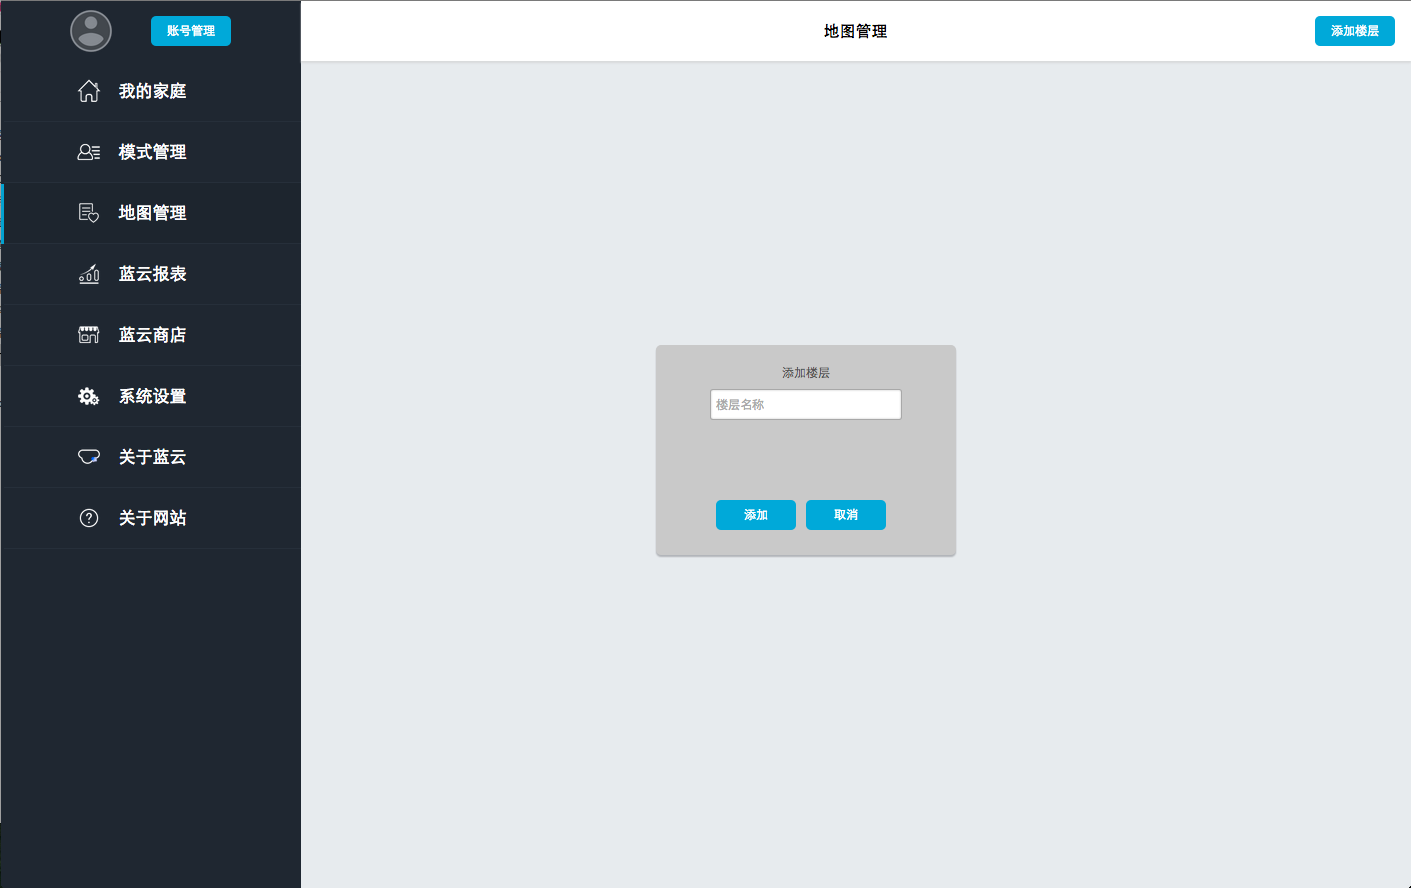 账号管理
地图管理
添加楼层
我的家庭
模式管理
地图管理
蓝云报表
蓝云商店
系统设置
关于蓝云
关于网站
添加楼层
楼层名称
添加
取消